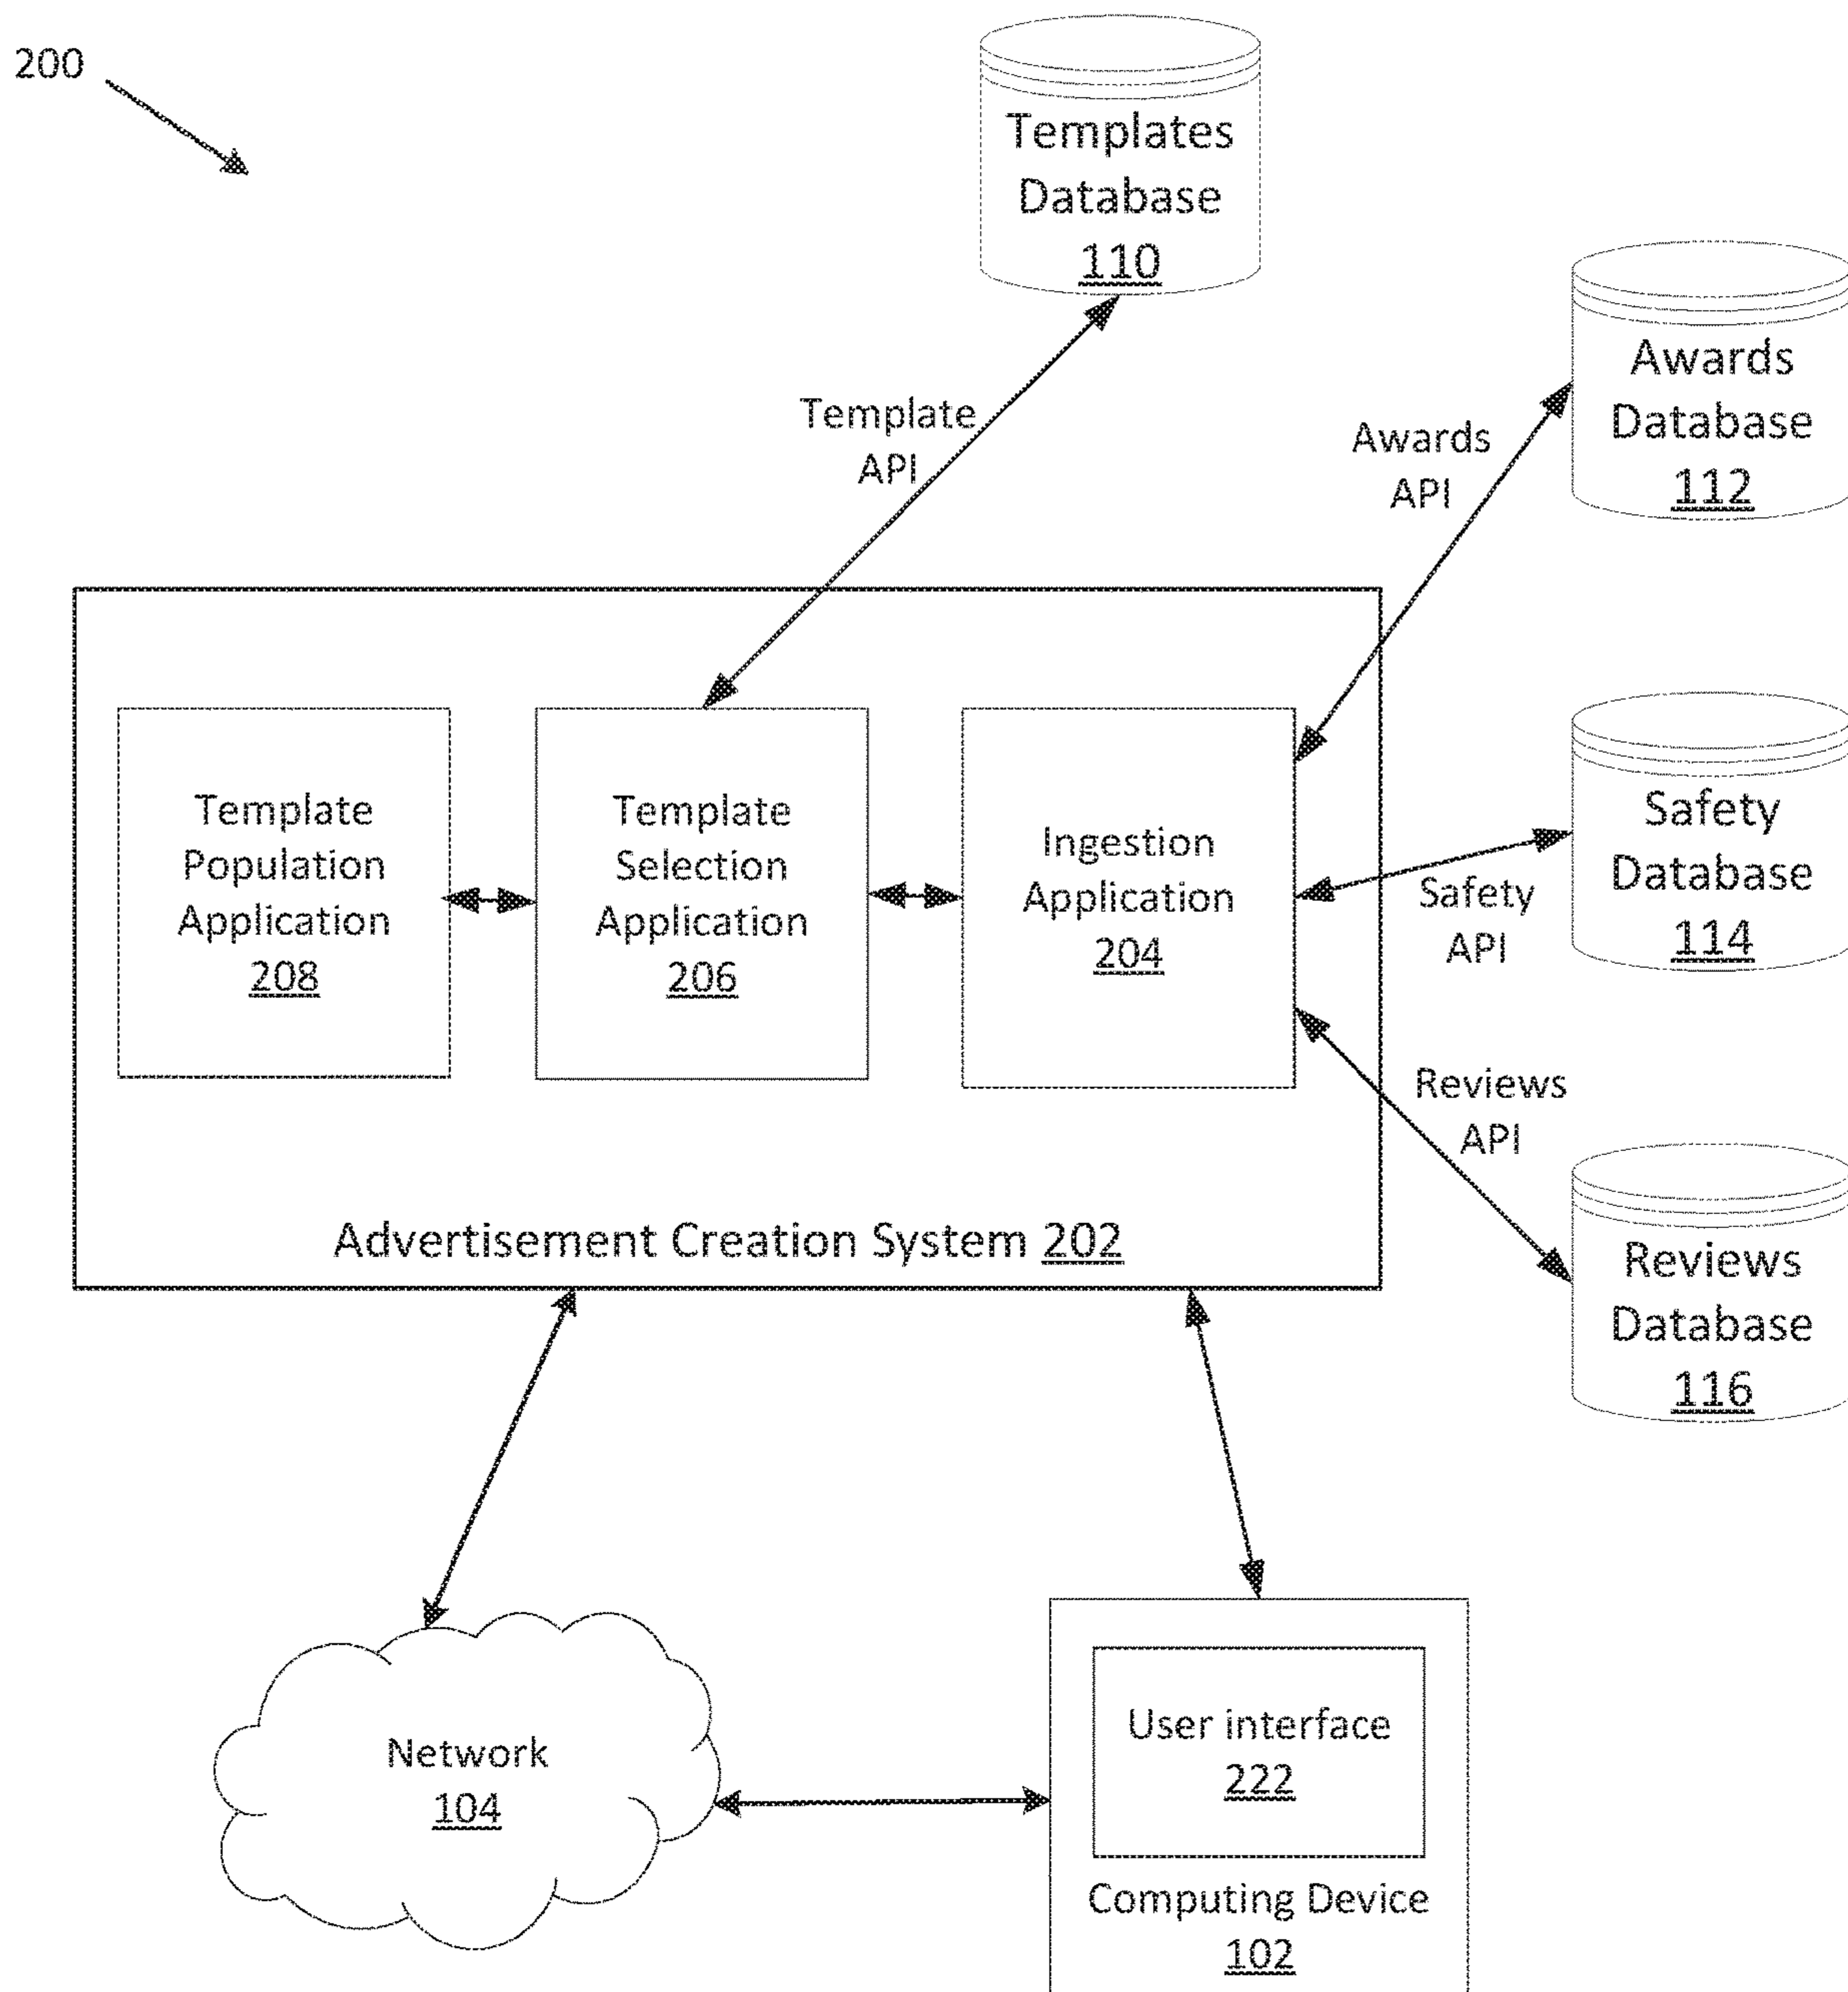 200
Templates
Database
110
Awards
Database
112
Template
API
Awards
API
Template
Population
Application
208
Template
Selection
Application
206
Ingestion
Application
204
Safety
API
Safety
Database
114
Reviews
API
Reviews
Database
116
Advertisement Creation System 202
Network
104
User interface
222
Computing Device
102